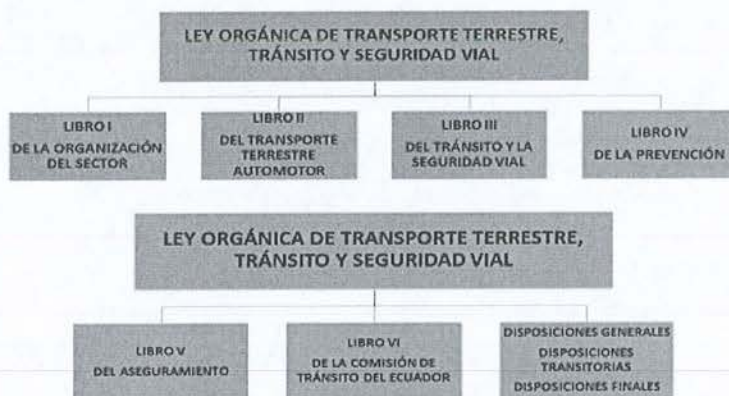 LEY ORGÁNICA DE TRANSPORTE TERRESTRE,
TRÁNSITO Y SEGURIDAD VIAL
LIBRO I
DE LA ORGANIZACIÓN
DEL SECTOR
LIBRO II
DEL TRANSPORTE
TERRESTRE
AUTOMOTOR
LIBRO III
DEL TRÁNSITO Y LA
SEGURIDAD VIAL
LIBRO IV
DE LA PREVENCIÓN
LEY ORGÁNICA DE TRANSPORTE TERRESTRE,
TRÁNSITO Y SEGURIDAD VIAL
LIBRO V
DEL ASEGURAMIENTO
LIBRO VI
DE LA COMISIÓN DE
TRÁNSITO DEL ECUADOR
DISPOSICIONES GENERALES
DISPOSICIONES
TRANSITORIAS
DISPOSICIONES FINALES